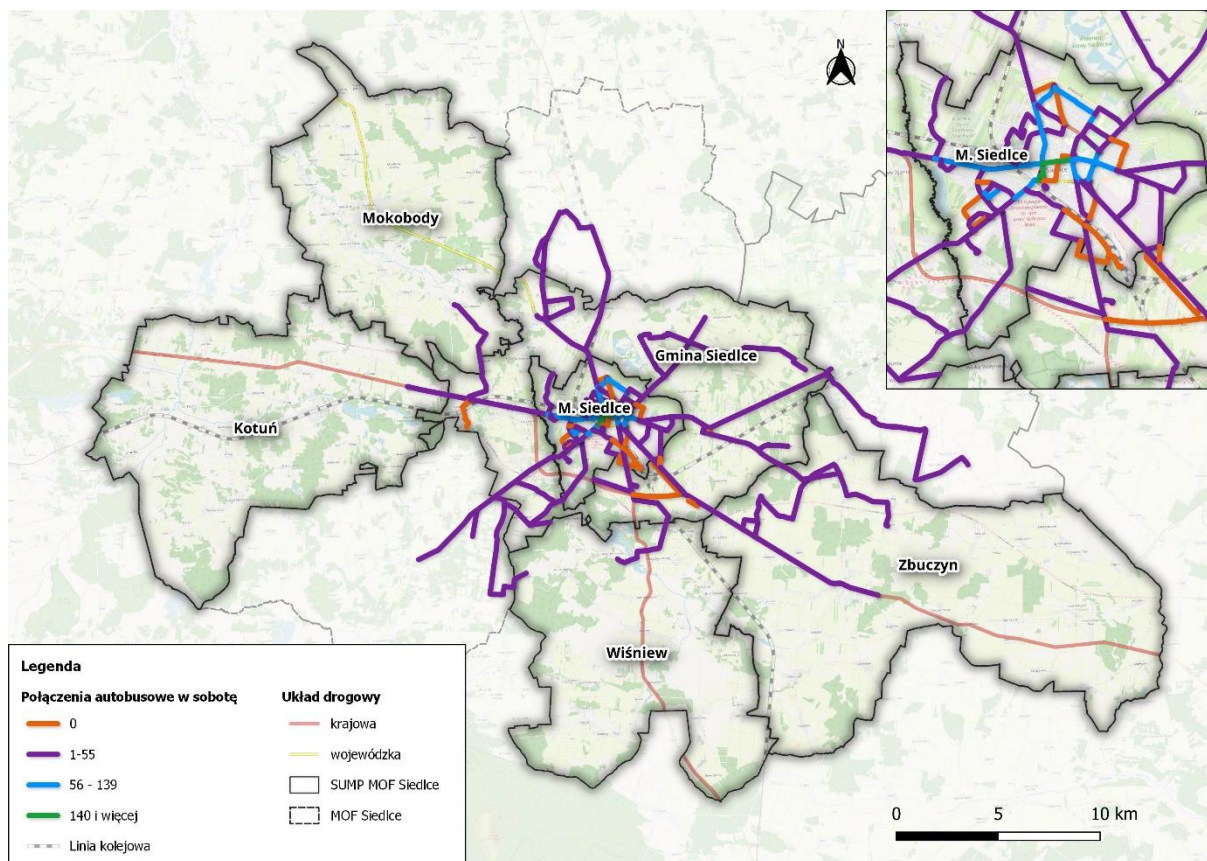 N
M. Siedlce
Mokobody
Gmina Siedlce
M. Siedlce
Kotuń
Zbuczyn
Wiśniew
Legenda
Połączenia autobusowe w sobotę
0
1-55
56 - 139
140 i więcej
Linia kolejowa
Układ drogowy
krajowa
wojewódzka
SUMP MOF Siedlce
MOF Siedlce
0 5 10 km